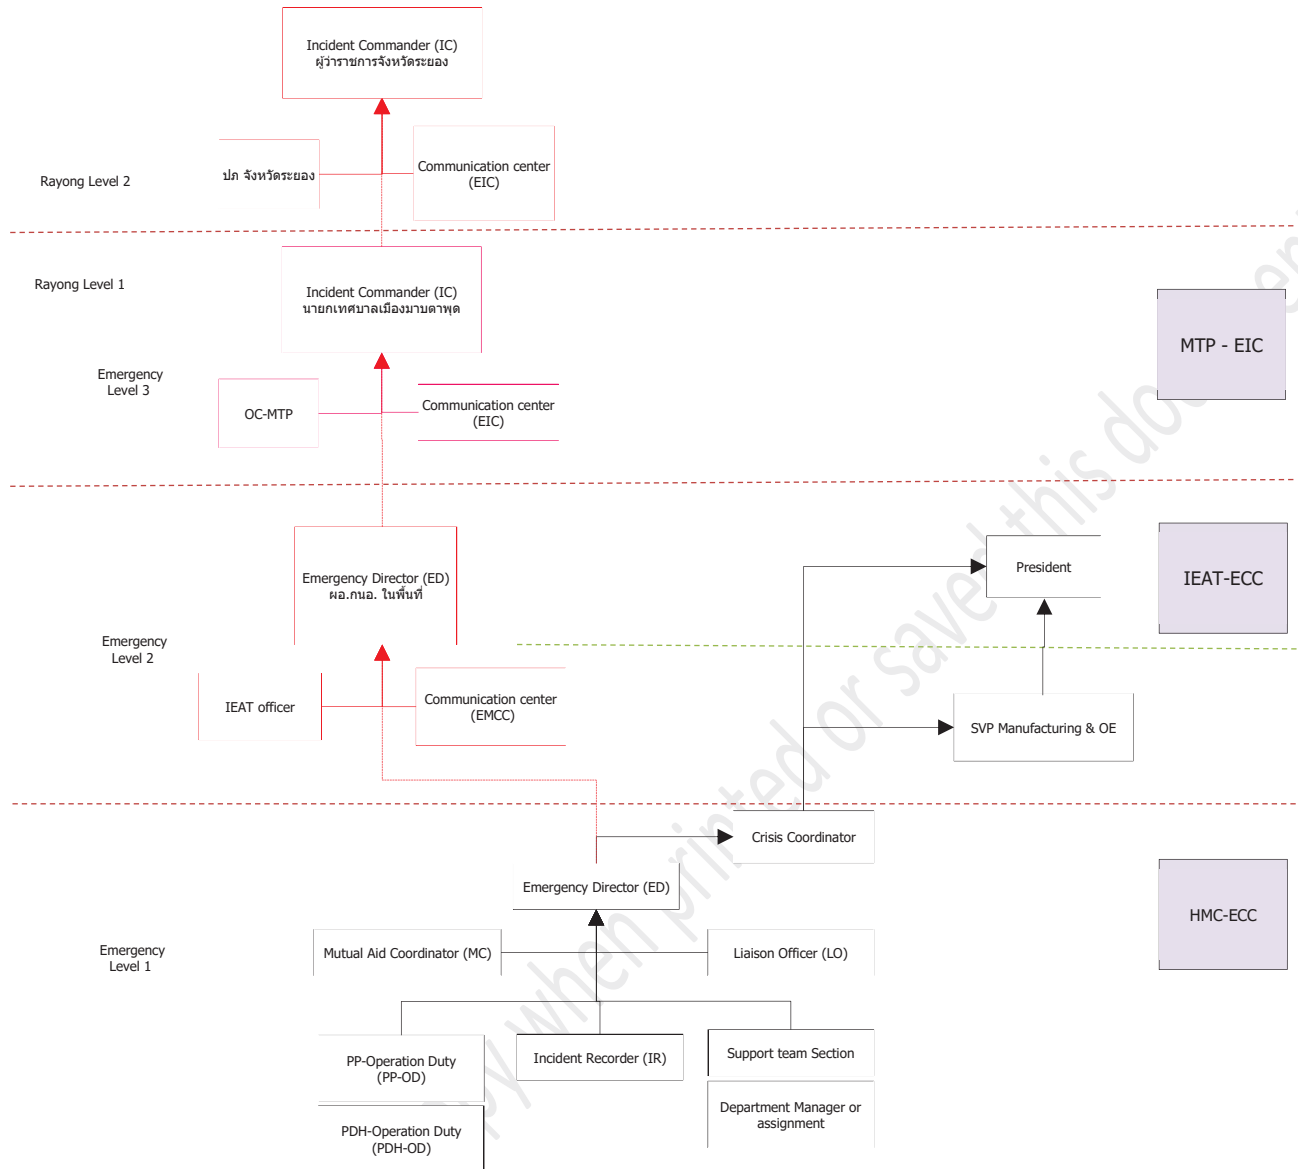 Incident Commander (IC)
ผู้ว่าราชการจังหวัดระยอง
ปภ จังหวัดระยอง
Communication center
(EIC)
Rayong Level 2
Rayong Level 1
Incident Commander (IC)
นายกเทศบาลเมืองมาบตาพุด
MTP - EIC
Emergency
Level 3
OC-MTP
Communication center
(EIC)
Emergency Director (ED)
ผอ.กนอ. ในพื้นที่
President
IEAT-ECC
Emergency
Level 2
IEAT officer
Communication center
(EMCC)
SVP Manufacturing & OE
Crisis Coordinator
Emergency Director (ED)
HMC-ECC
Emergency
Level 1
Mutual Aid Coordinator (MC)
Liaison Officer (LO)
PP-Operation Duty
(PP-OD)
Incident Recorder (IR)
Support team Section
PDH-Operation Duty
(PDH-OD)
Department Manager or
assignment
when printed or saved this